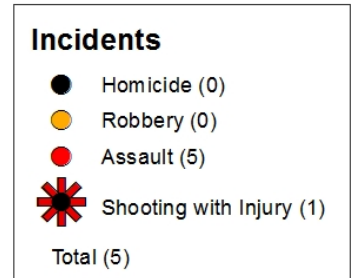 Incidents
Homicide (0)
Robbery (0)
Assault (5)
Shooting with Injury (1)
Total (5)